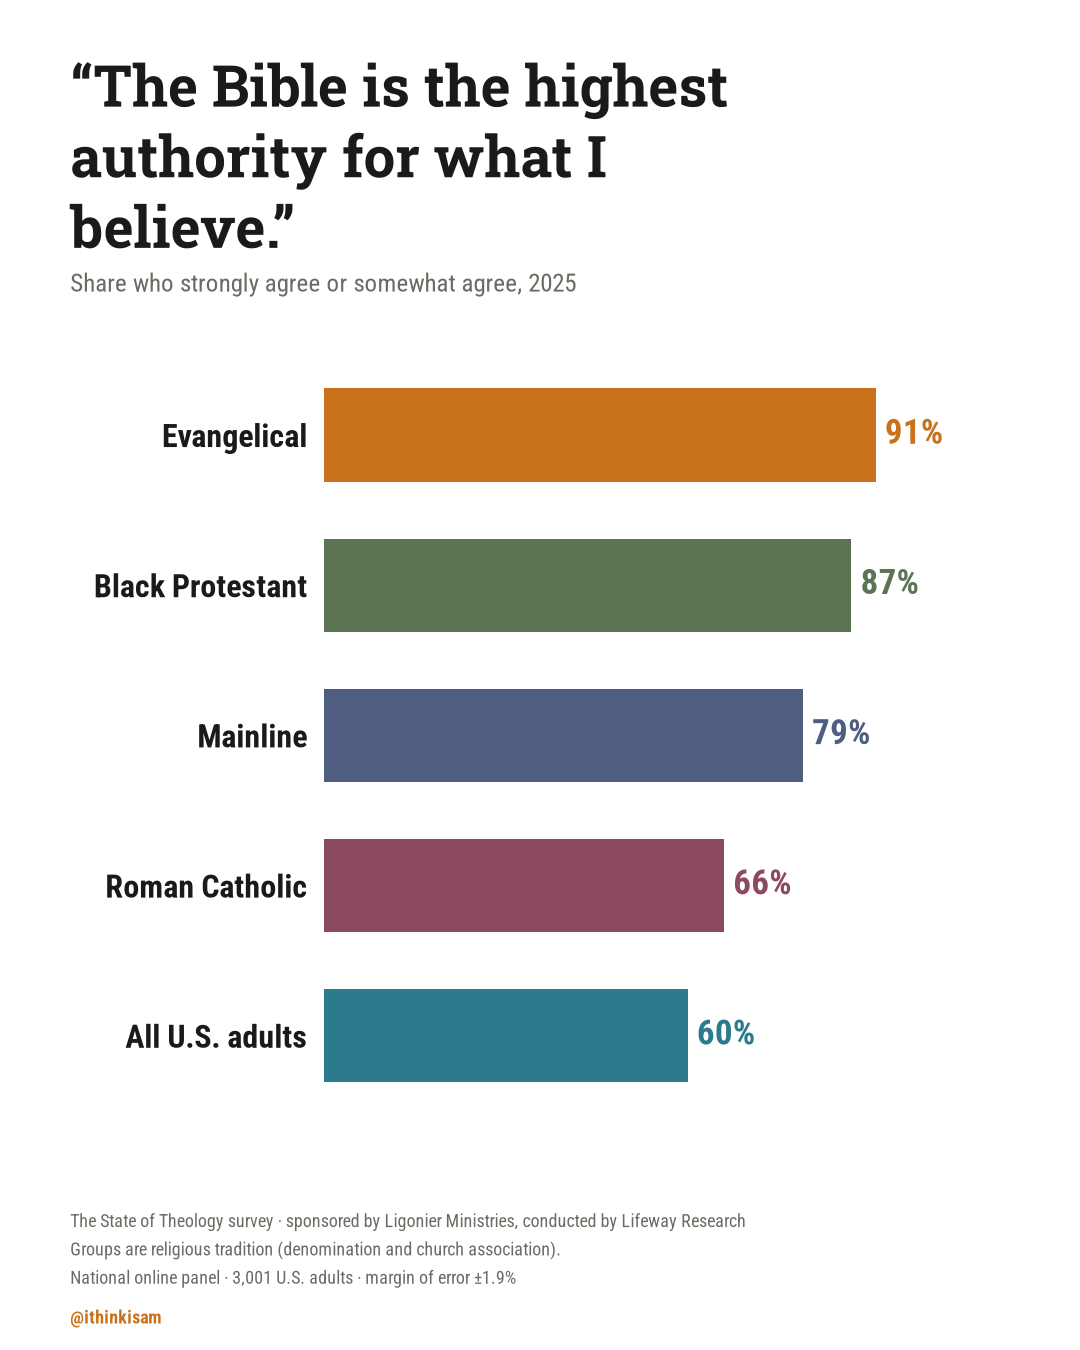 “The Bible is the highest
authority for what I
believe.”
Share who strongly agree or somewhat agree, 2025
Evangelical 91%
Black Protestant 87%
Mainline 79%
Roman Catholic 66%
All U.S. adults 60%
The State of Theology survey · sponsored by Ligonier Ministries, conducted by Lifeway Research
Groups are religious tradition (denomination and church association).
National online panel · 3,001 U.S. adults · margin of error ±1.9%
@ithinkisam